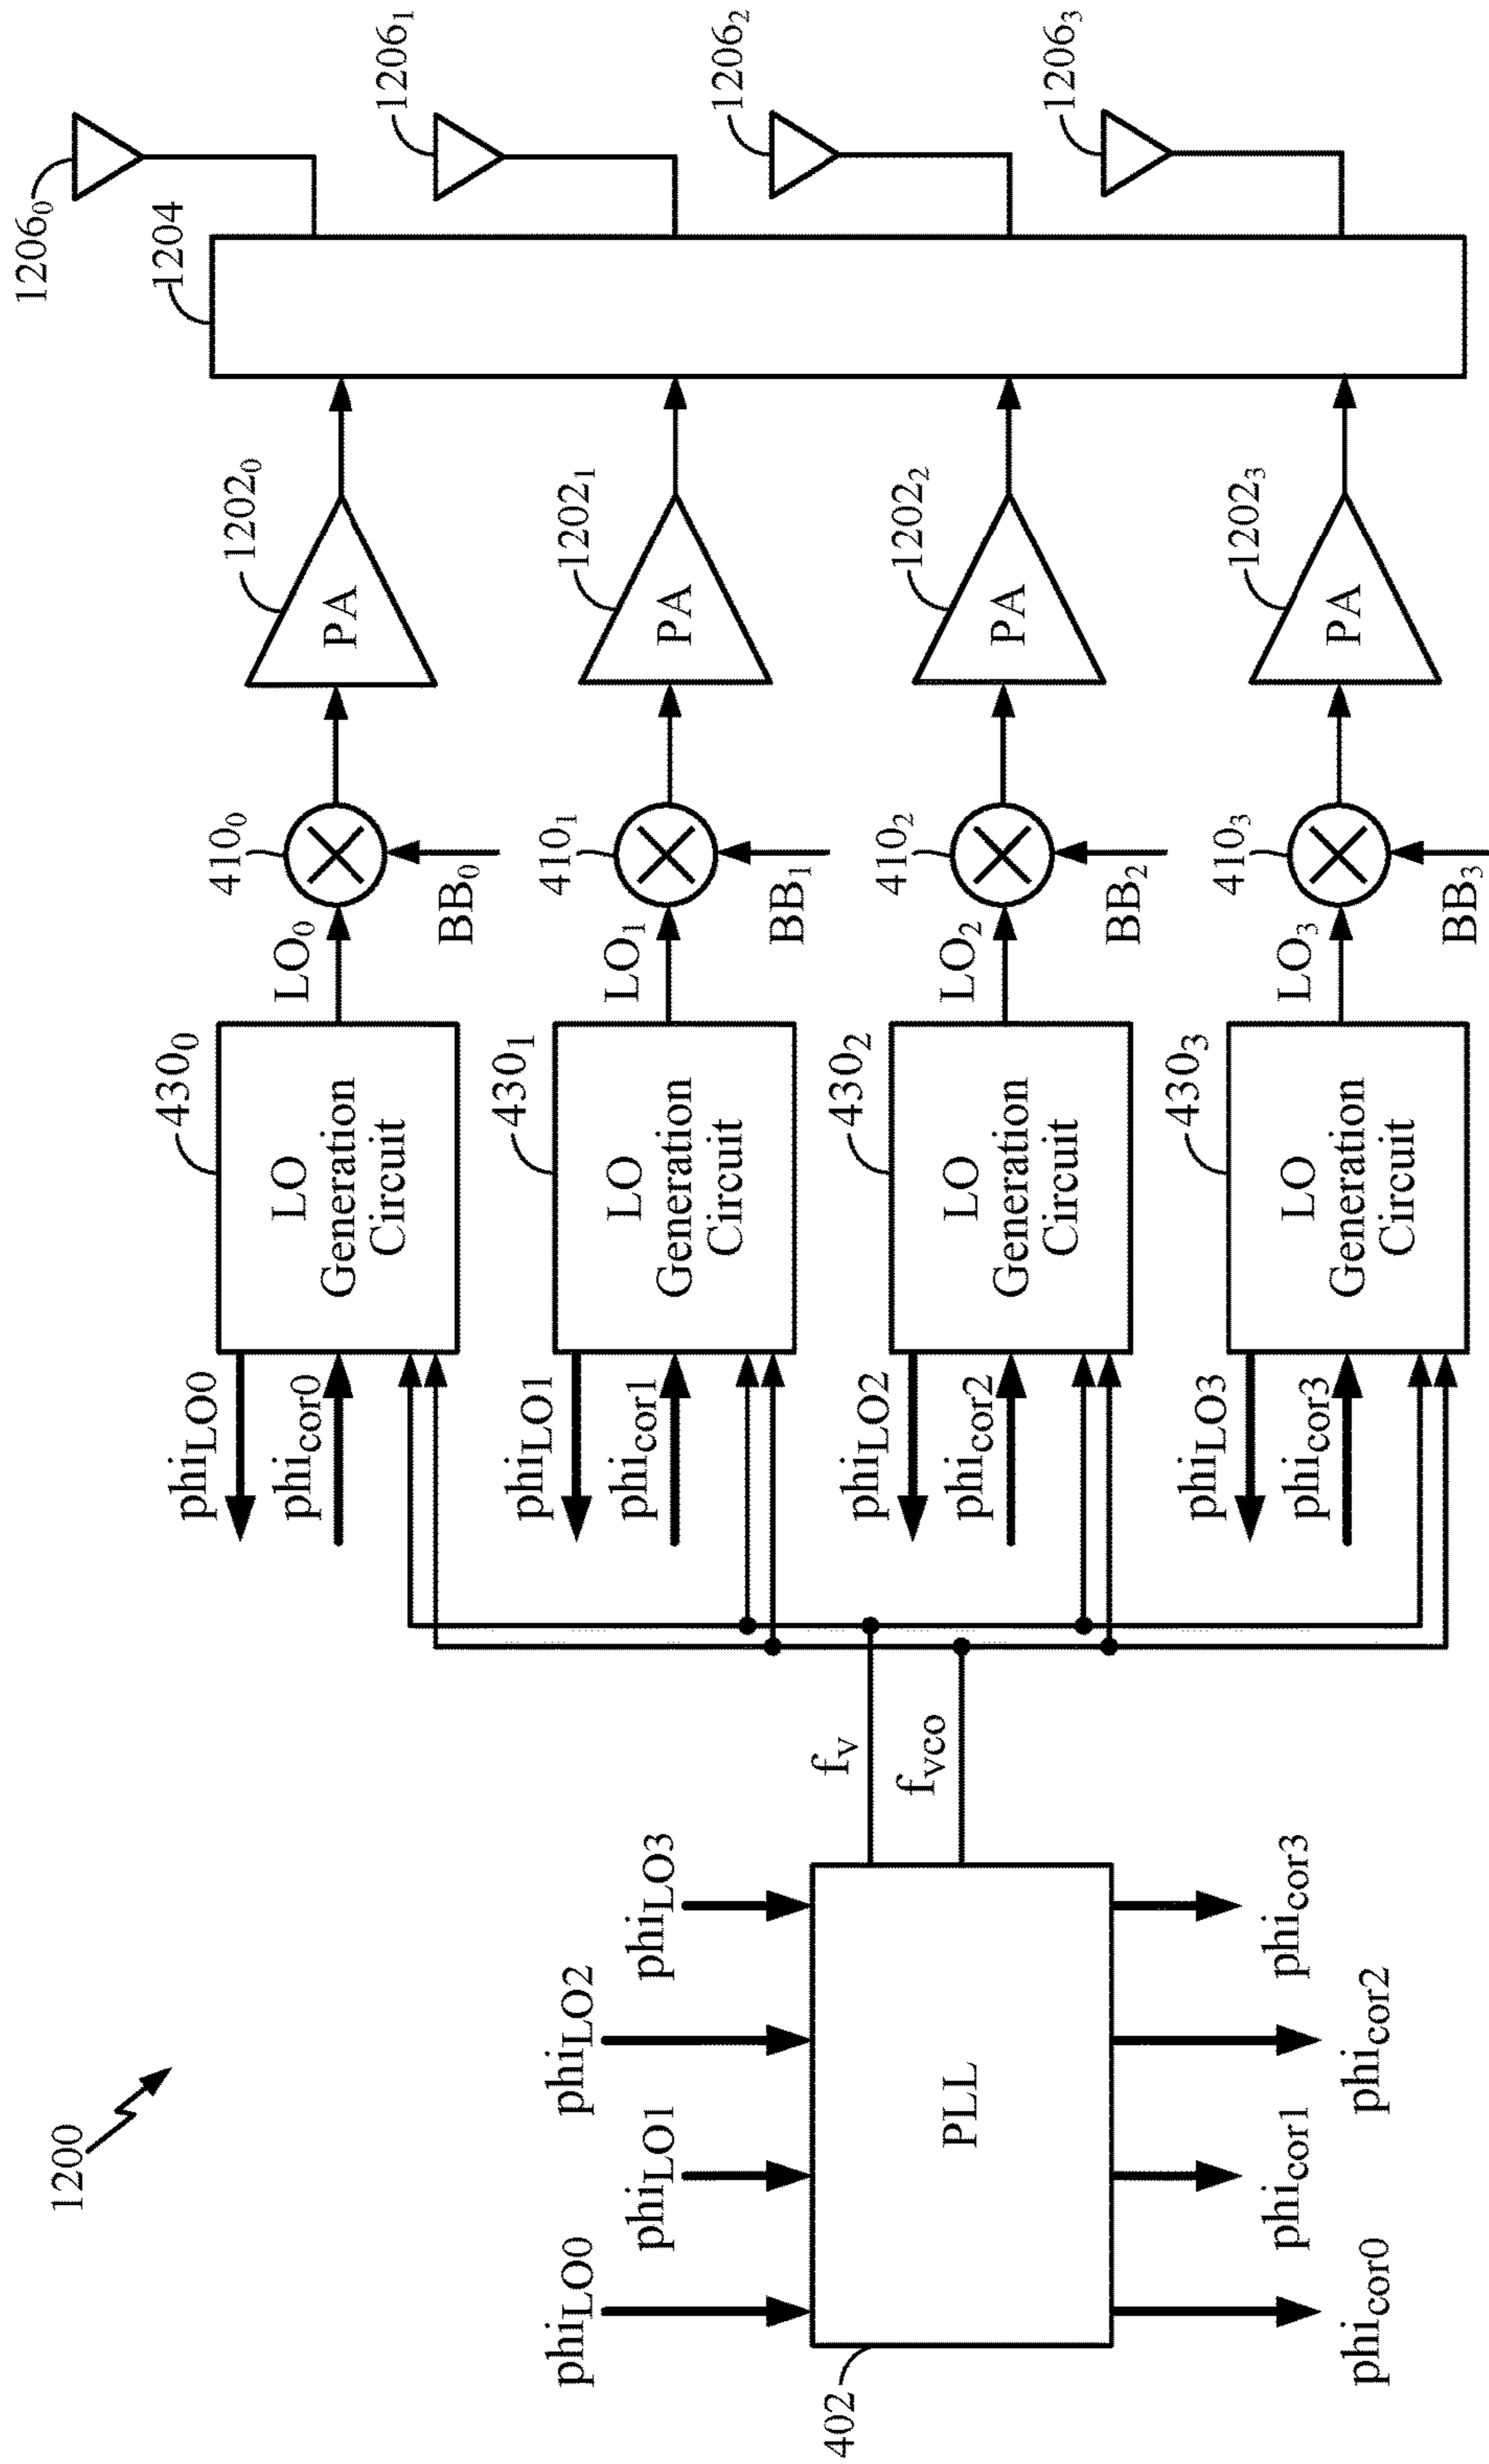 1200
402
PLL
phiLO0
phiLO1
phiLO2
phiLO3
phicor0
phicor1
phicor2
phicor3
fv
fvco
phiLO0
phicor0
4300
LO
Generation
Circuit
LO0
4100
BB0
12020
PA
phiLO1
phicor1
4301
LO
Generation
Circuit
LO1
4101
BB1
12021
PA
phiLO2
phicor2
4302
LO
Generation
Circuit
LO2
4102
BB2
12022
PA
phiLO3
phicor3
4303
LO
Generation
Circuit
LO3
4103
BB3
12023
PA
1204
12060
12061
12062
12063